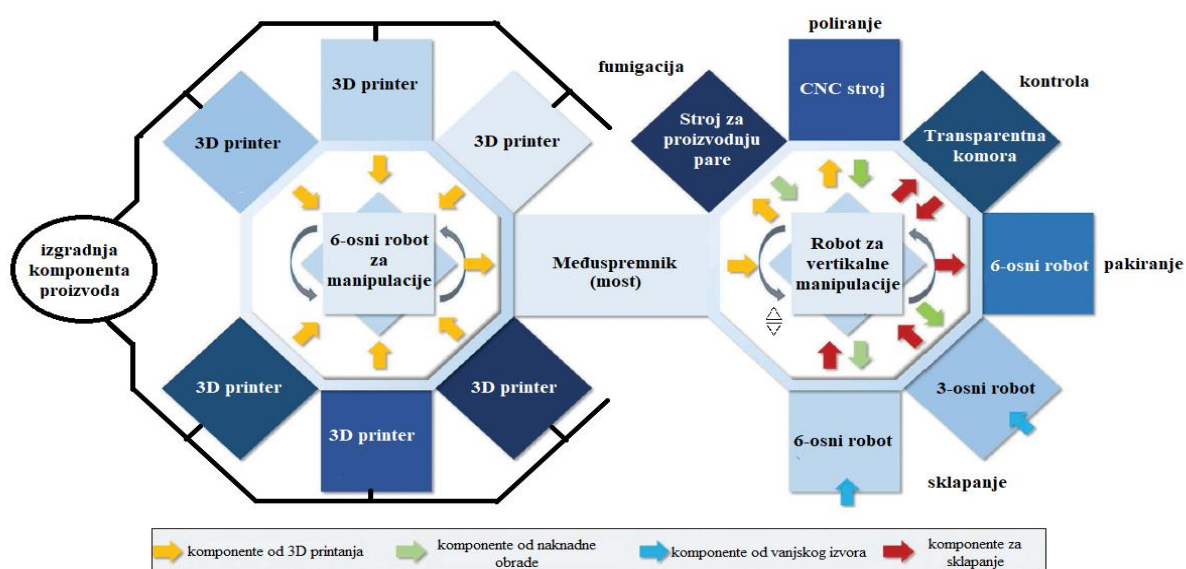 poliranje
fumigacija
kontrola
3D printer
3D printer
3D printer
CNC stroj
Stroj za
proizvodnju
pare
Transparentna
komora
izgradnja
komponenta
proizvoda
6-osni robot
za
manipulacije
Međuspremnik
(most)
Robot za
vertikalne
manipulacije
6-osni robot
pakiranje
3D printer
3D printer
3D printer
3-osni robot
6-osni robot
sklapanje
komponente od 3D printanja
komponente od naknadne
obrade
komponente od vanjskog izvora
komponente za
sklapanje